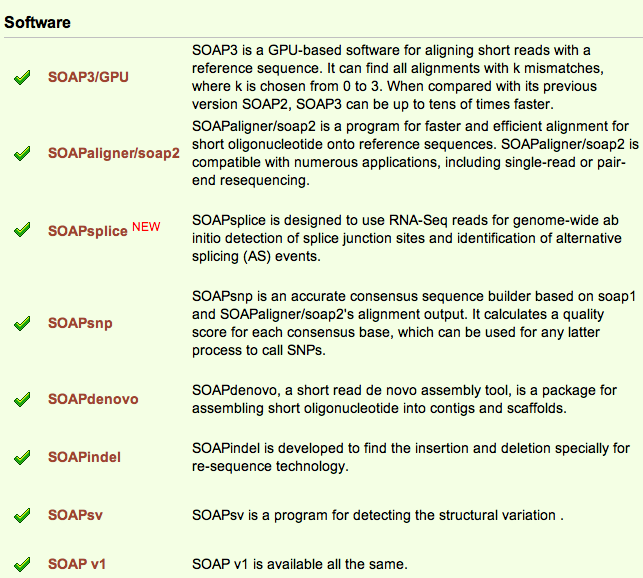 Software
SOAP3/GPU
SOAP3 is a GPU-based software for aligning short reads with a
reference sequence. It can find all alignments with k mismatches,
where k is chosen from 0 to 3. When compared with its previous
version SOAP2, SOAP3 can be up to tens of times faster.
SOAPaligner/soap2
SOAPaligner/soap2 is a program for faster and efficient alignment for
short oligonucleotide onto reference sequences. SOAPaligner/soap2 is
compatible with numerous applications, including single-read or pair-
end resequencing.
SOAPsplice NEW
SOAPsplice is designed to use RNA-Seq reads for genome-wide ab
initio detection of splice junction sites and identification of alternative
splicing (AS) events.
SOAPsnp
SOAPsnp is an accurate consensus sequence builder based on soap1
and SOAPaligner/soap2's alignment output. It calculates a quality
score for each consensus base, which can be used for any latter
process to call SNPs.
SOAPdenovo
SOAPdenovo, a short read de novo assembly tool, is a package for
assembling short oligonucleotide into contigs and scaffolds.
SOAPindel
SOAPindel is developed to find the insertion and deletion specially for
re-sequence technology.
SOAPsv
SOAPsv is a program for detecting the structural variation .
SOAP v1
SOAP v1 is available all the same.